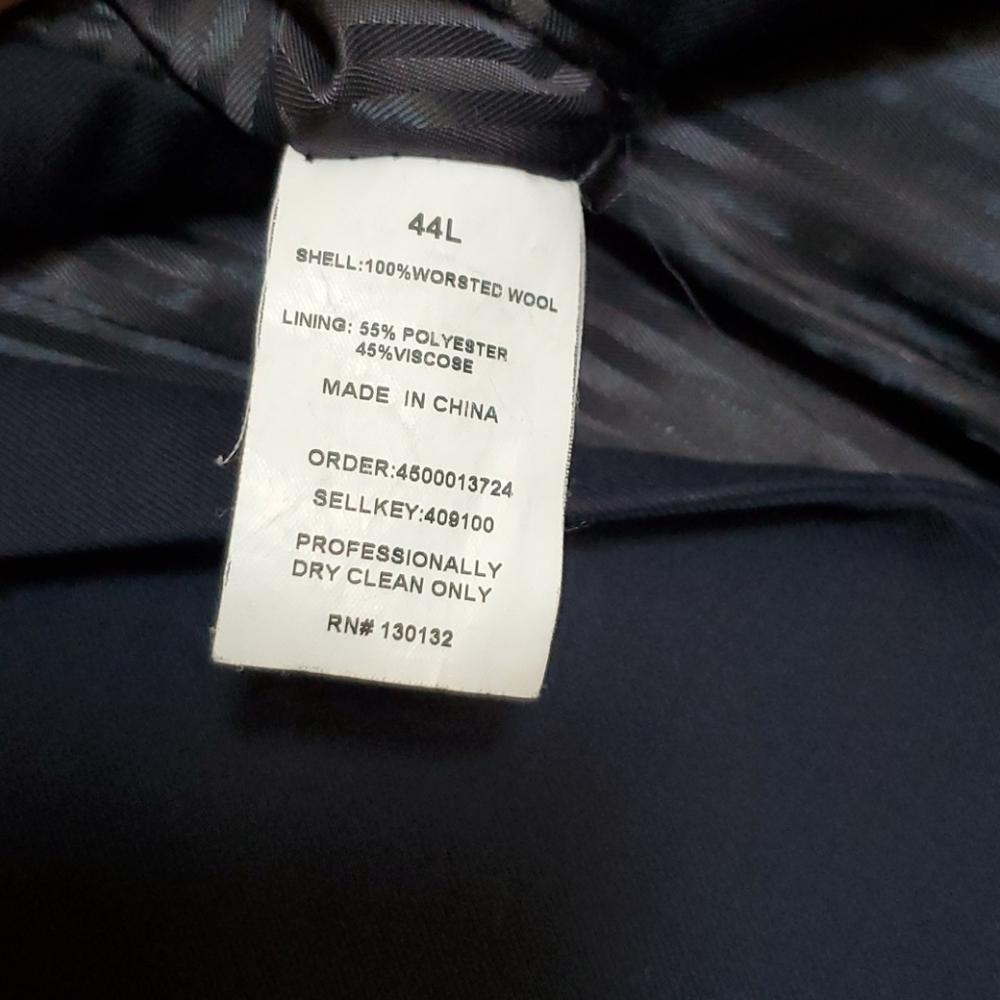 44L
SHELL:100%WORSTED WOOL
LINING: 55% POLYESTER
45%VISCOSE
MADE IN CHINA
ORDER:4500013724
SELLKEY:409100
PROFESSIONALLY
DRY CLEAN ONLY
RN# 130132